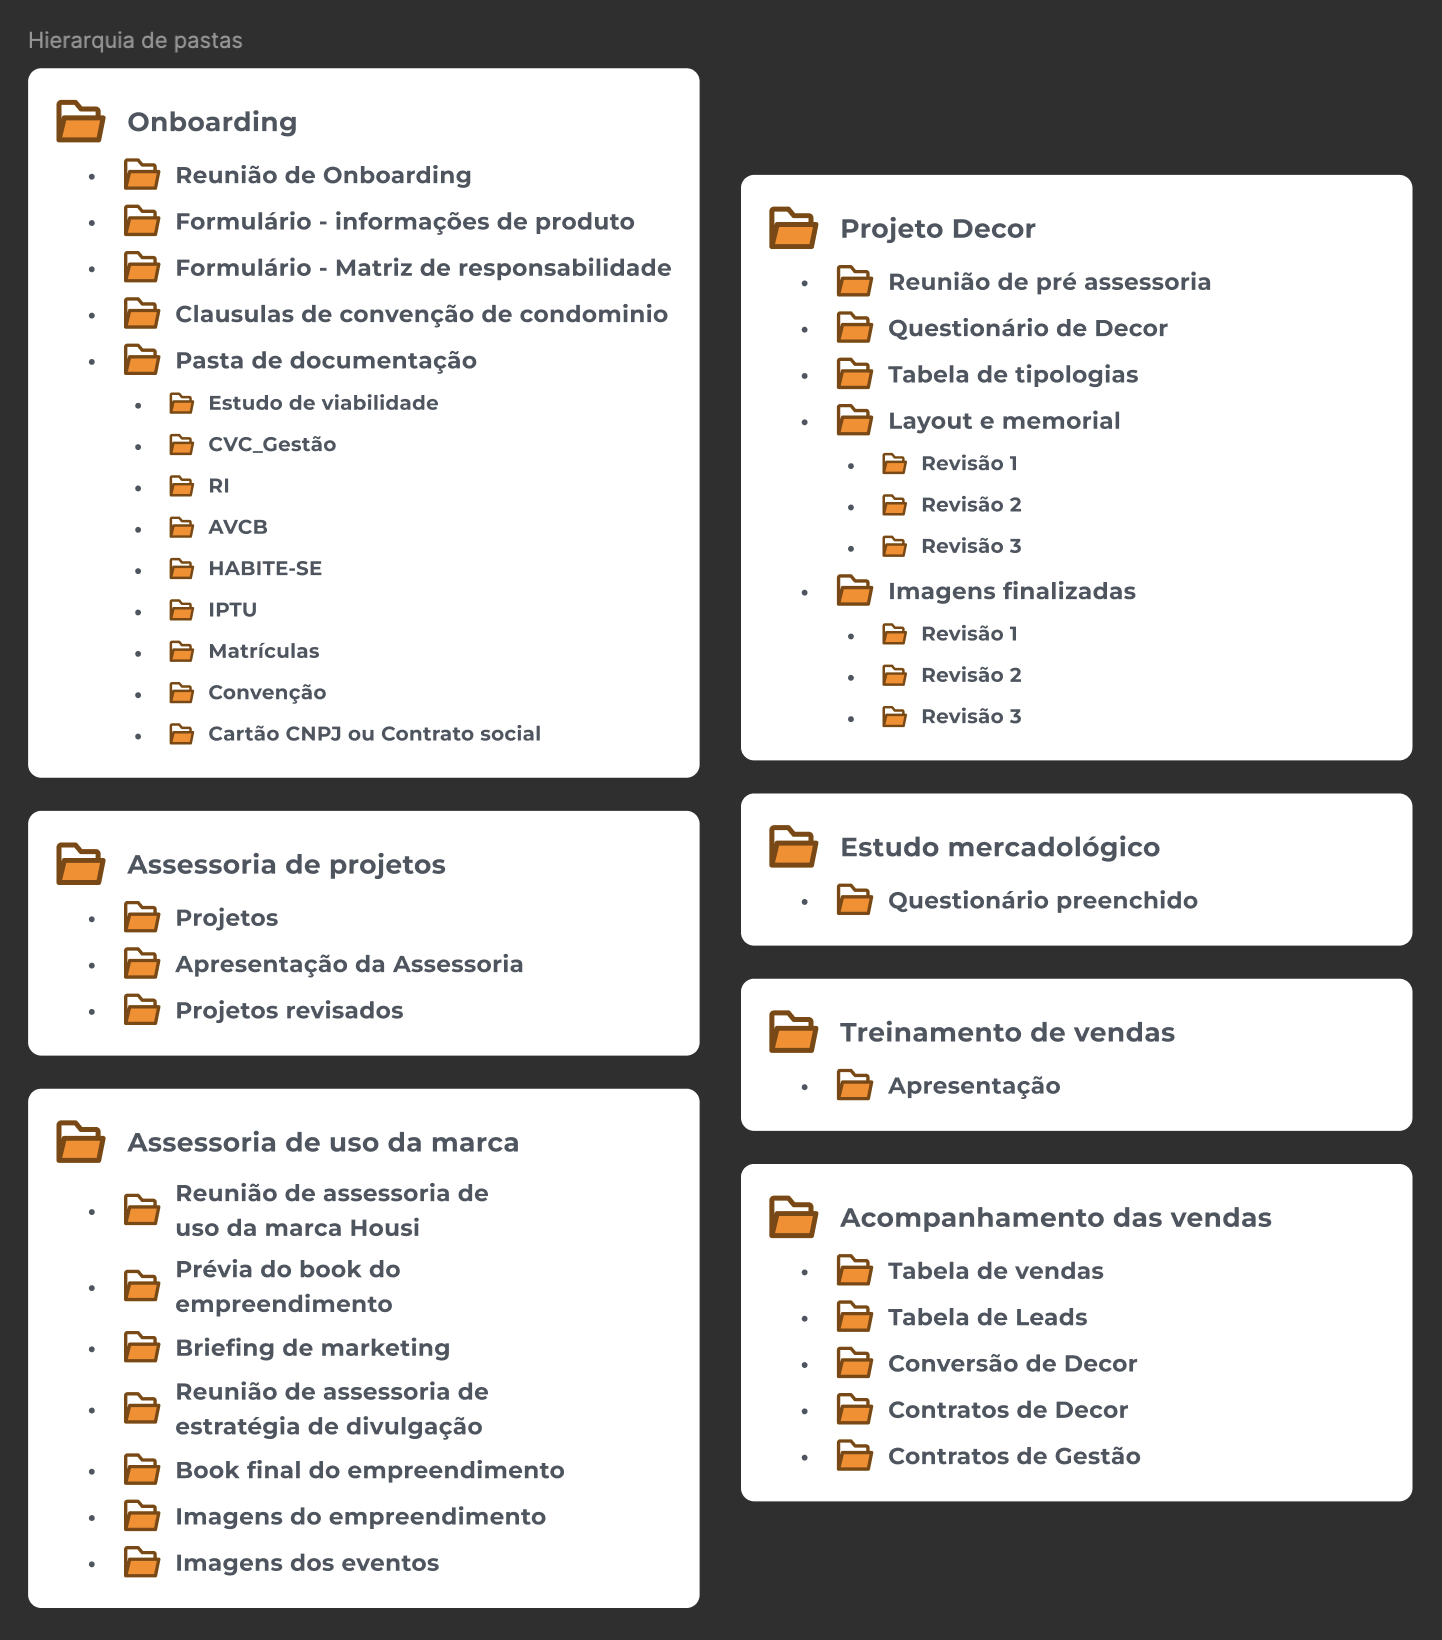 Hierarquia de pastas
Onboarding
Reunião de Onboarding
Formulário - informações de produto
Formulário - Matriz de responsabilidade
Clausulas de convenção de condominio
Pasta de documentação
Estudo de viabilidade
CVC_Gestão
RI
AVCB
HABITE-SE
IPTU
Matrículas
Convenção
Cartão CNPJ ou Contrato social
Assessoria de projetos
Projetos
Apresentação da Assessoria
Projetos revisados
Assessoria de uso da marca
Reunião de assessoria de
uso da marca Housi
Prévia do book do
empreendimento
Briefing de marketing
Reunião de assessoria de
estratégia de divulgação
Book final do empreendimento
Imagens do empreendimento
Imagens dos eventos
Projeto Decor
Reunião de pré assessoria
Questionário de Decor
Tabela de tipologias
Layout e memorial
Revisão 1
Revisão 2
Revisão 3
Imagens finalizadas
Revisão 1
Revisão 2
Revisão 3
Estudo mercadológico
Questionário preenchido
Treinamento de vendas
Apresentação
Acompanhamento das vendas
Tabela de vendas
Tabela de Leads
Conversão de Decor
Contratos de Decor
Contratos de Gestão